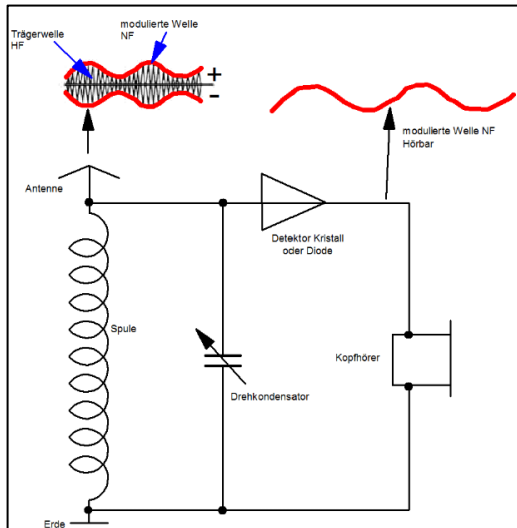 Trägerwelle
HF
modulierte Welle
NF
+
-
modulierte Welle NF
Hörbar
Antenne
Detektor Kristall
oder Diode
Spule
Kopfhörer
Drehkondensator
Erde